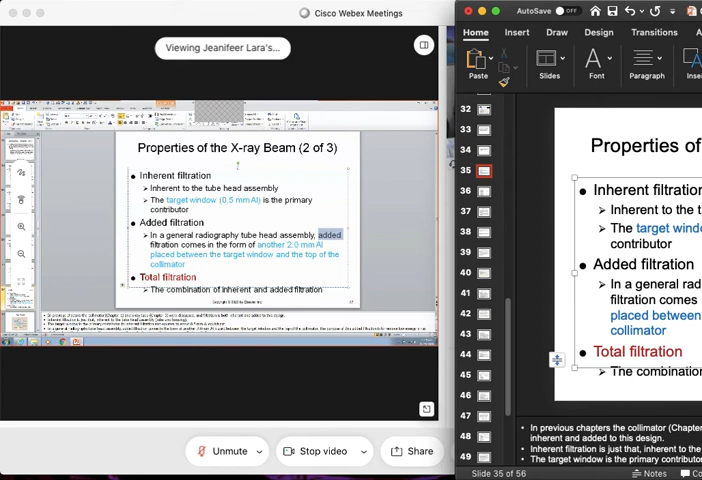 Cisco Webex Meetings
Viewing Jeanifeer Lara's...
Properties of the X-ray Beam (2 of 3)
Inherent filtration
Inherent to the tube head assembly
The target window (0.5 mm Al) is the primary
contributor
Added filtration
In a general radiography tube head assembly, added
filtration comes in the form of another 2.0 mm Al
placed between the target window and the top of the
collimator
Total filtration
The combination of inherent and added filtration
Unmute
Stop video
Share
AutoSave OFF
Home Insert Draw Design Transitions A
Paste Slides Font Paragraph Inser
32
33
34
35
36
37
38
39
40
41
42
43
44
45
46
47
48
49
Properties of
Inherent filtration
Inherent to the t
The target windo
contributor
Added filtration
In a general rad
filtration comes
placed between
collimator
Total filtration
The combination
In previous chapters the collimator (Chapter
inherent and added to this design.
Inherent filtration is just that, inherent to the
The target window is the primary contributor
Slide 35 of 56
Notes